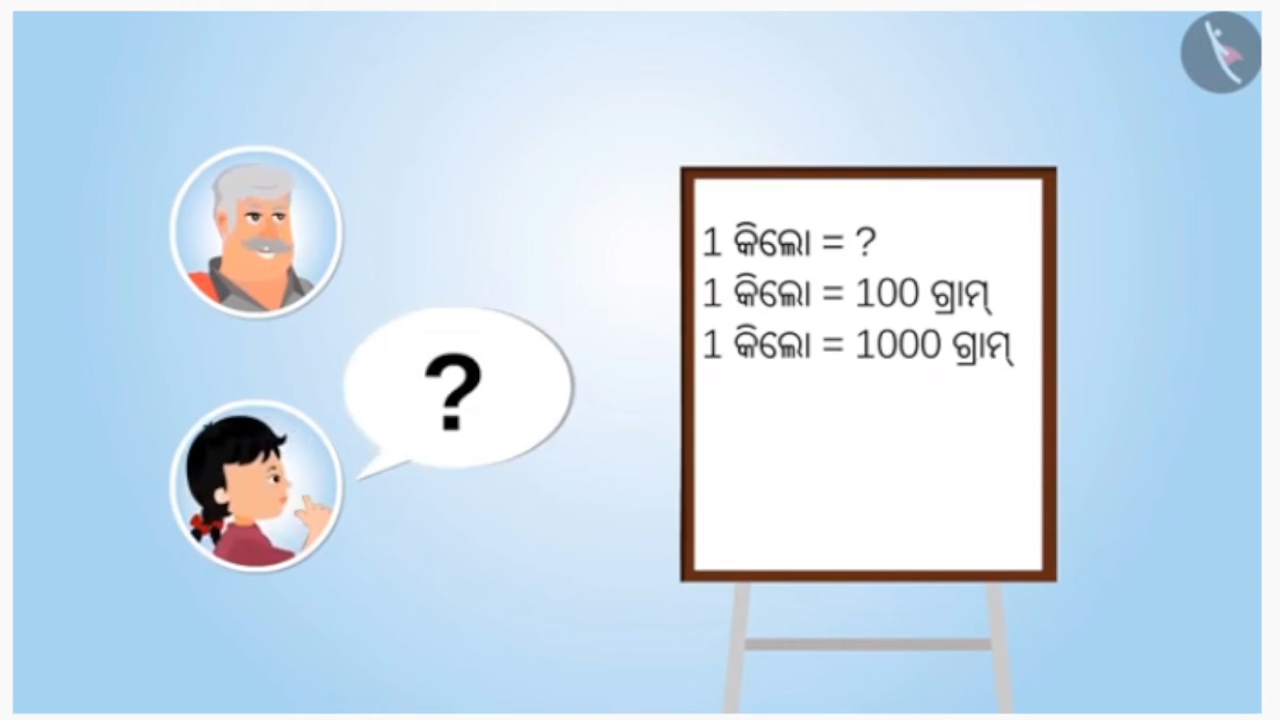 ?
1 କିଲୋ = ?
1 କିଲୋ = 100 ଗ୍ରାମ୍
1 କିଲୋ = 1000 ଗ୍ରାମ୍